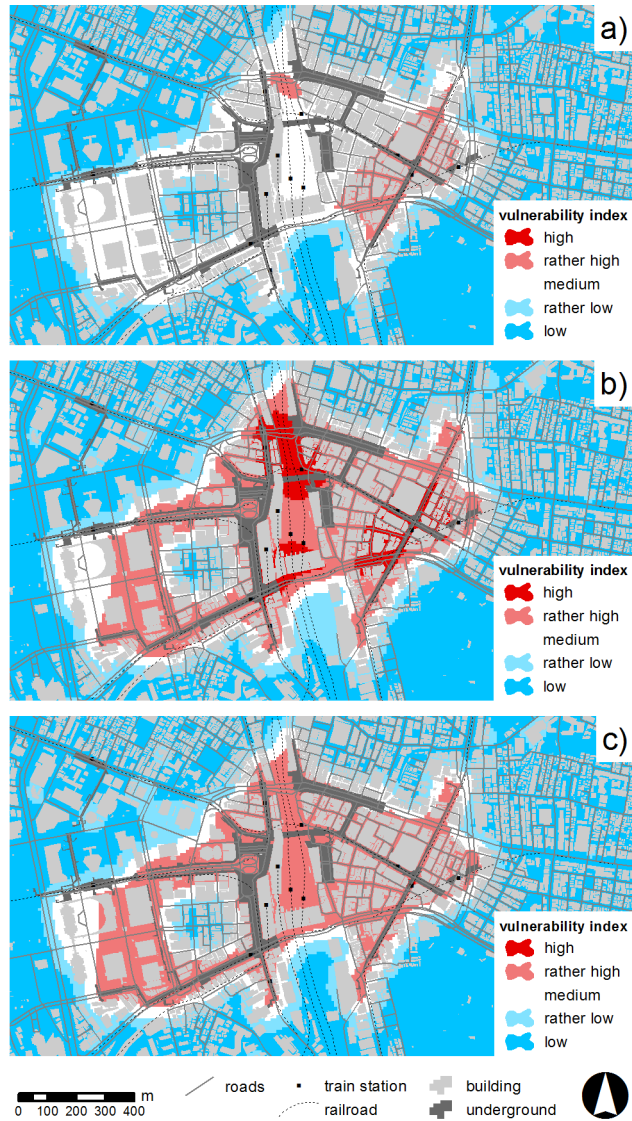 a)
vulnerability index
high
rather high
medium
rather low
low
b)
vulnerability index
high
rather high
medium
rather low
low
c)
vulnerability index
high
rather high
medium
rather low
low
m roads train station building
0 100 200 300 400 railroad underground